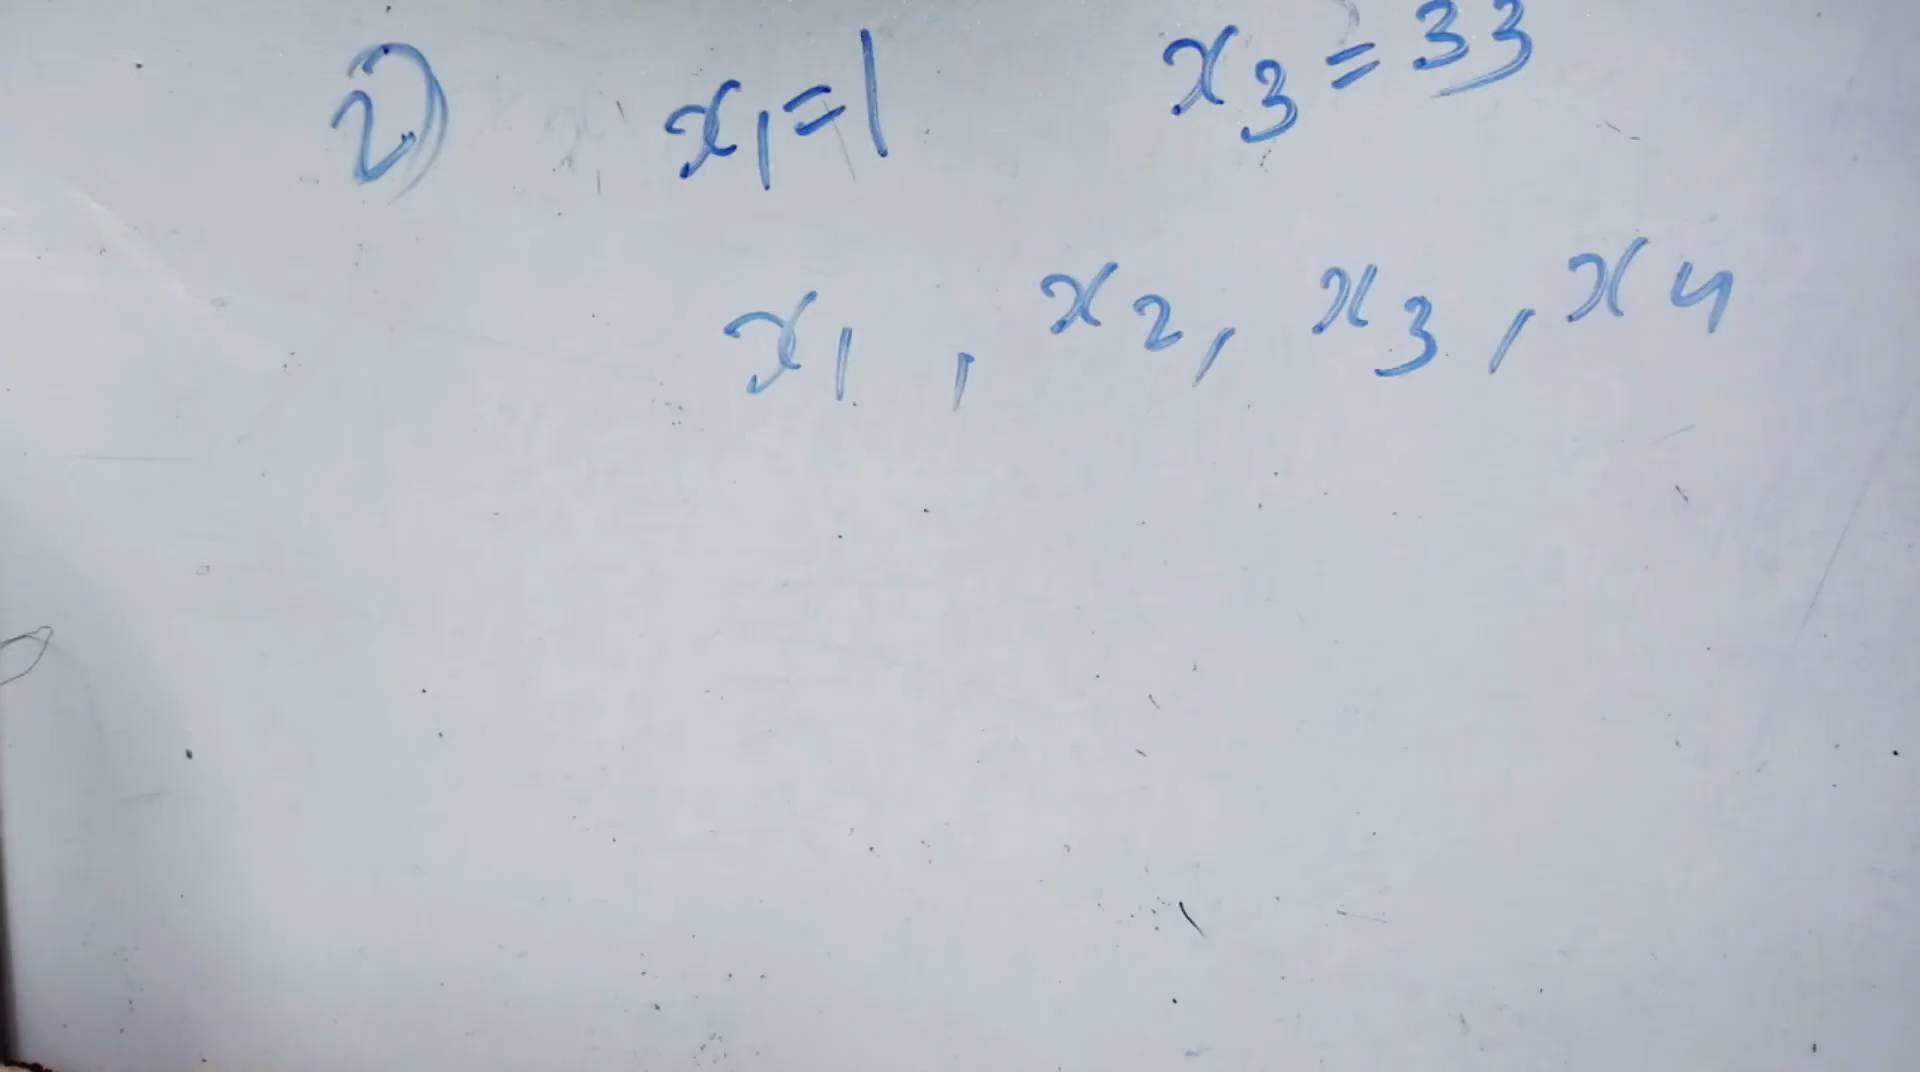 2) x₁=1 x₃=33
x₁, x₂, x₃, x₄